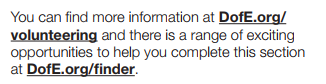 You can find more information at DofE.org/
volunteering and there is a range of exciting
opportunities to help you complete this section
at DofE.org/finder.